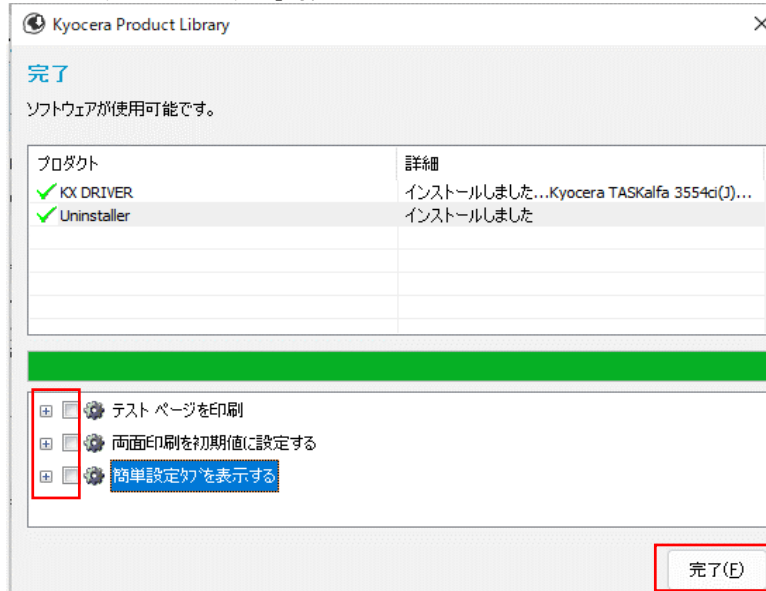 Kyocera Product Library
完了
ソフトウェアが使用可能です。
プロダクト 詳細
KX DRIVER インストールしました...Kyocera TASKalfa 3554ci(J)...
Uninstaller インストールしました
テスト ページを印刷
両面印刷を初期値に設定する
簡単設定ﾀﾌﾞを表示する
完了(F)